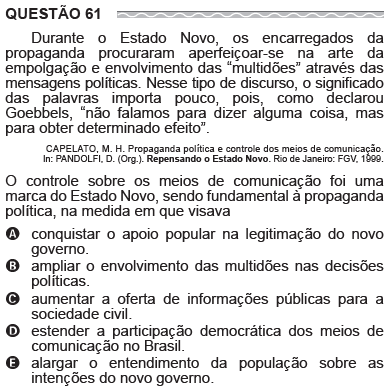 QUESTÃO 61
Durante o Estado Novo, os encarregados da
propaganda procuraram aperfeiçoar-se na arte da
empolgação e envolvimento das “multidões” através das
mensagens políticas. Nesse tipo de discurso, o significado
das palavras importa pouco, pois, como declarou
Goebbels, “não falamos para dizer alguma coisa, mas
para obter determinado efeito”.
CAPELATO, M. H. Propaganda política e controle dos meios de comunicação.
In: PANDOLFI, D. (Org.). Repensando o Estado Novo. Rio de Janeiro: FGV, 1999.
O controle sobre os meios de comunicação foi uma
marca do Estado Novo, sendo fundamental à propaganda
política, na medida em que visava
A conquistar o apoio popular na legitimação do novo
governo.
B ampliar o envolvimento das multidões nas decisões
políticas.
C aumentar a oferta de informações públicas para a
sociedade civil.
D estender a participação democrática dos meios de
comunicação no Brasil.
E alargar o entendimento da população sobre as
intenções do novo governo.